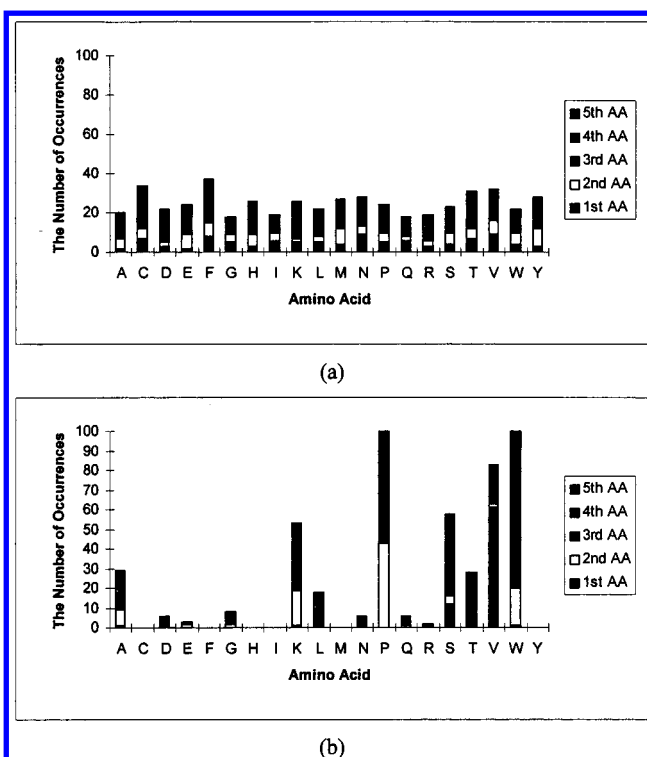 100
80
60
40
20
0
The Number of Occurrences
A C D E F G H I K L M N P Q R S T V W Y
Amino Acid
5th AA
4th AA
3rd AA
2nd AA
1st AA
(a)
100
90
80
70
60
50
40
30
20
10
0
The Number of Occurrences
A C D E F G H I K L M N P Q R S T V W Y
Amino Acid
5th AA
4th AA
3rd AA
2nd AA
1st AA
(b)